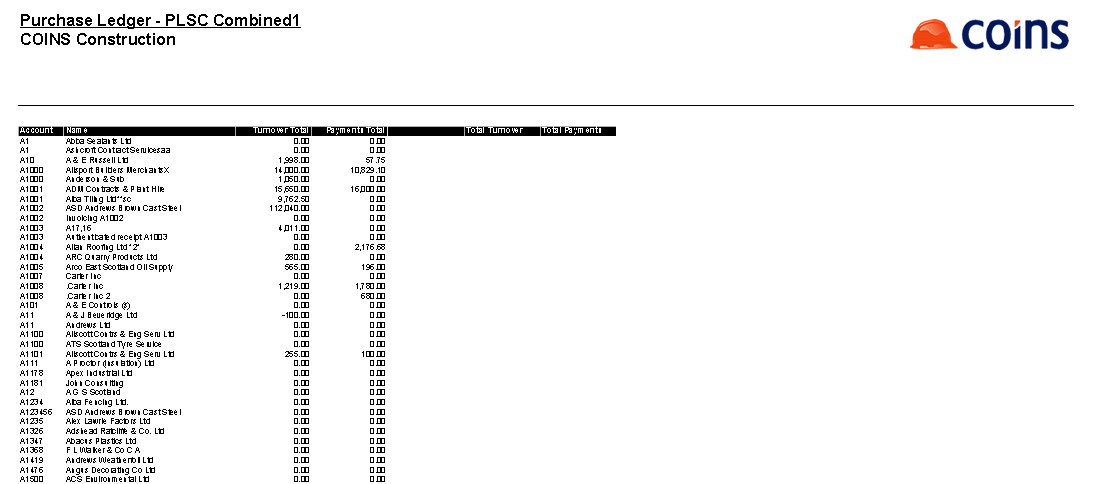 Purchase Ledger - PLSC Combined1
COINS Construction
coins
Account Name Turnover Total Payments Total Total Turnover Total Payments
A1 Abba Sealants Ltd 0.00 0.00
A1 Ashcroft Contract Servicesaa 0.00 0.00
A10 A & E Russell Ltd 1,998.00 57.75
A1000 Allsport Builders MerchantsX 14,000.00 10,829.10
A1000 Anderson & Sub 1,050.00 0.00
A1001 ADM Contracts & Plant Hire 15,650.00 16,000.00
A1001 Alba Tiling Ltd**sc 9,762.50 0.00
A1002 ASD Andrews Brown Cast Steel 112,040.00 0.00
A1002 Invoicing A1002 0.00 0.00
A1003 A17,16 4,011.00 0.00
A1003 Authenticated receipt A1003 0.00 0.00
A1004 Allan Roofing Ltd*2* 0.00 2,176.68
A1004 ARC Quarry Products Ltd 280.00 0.00
A1005 Arco East Scotland Oil Supply 565.00 196.00
A1007 Carter Inc 0.00 0.00
A1008 .Carter Inc 1,219.00 1,780.00
A1008 .Carter Inc 2 0.00 680.00
A101 A & E Controls (g) 0.00 0.00
A11 A & J Beveridge Ltd -100.00 0.00
A11 Andrews Ltd 0.00 0.00
A1100 Allscott Contrs & Eng Serv Ltd 0.00 0.00
A1100 ATS Scotland Tyre Service 0.00 0.00
A1101 Allscott Contrs & Eng Serv Ltd 255.00 100.00
A111 A Proctor (insulation) Ltd 0.00 0.00
A1178 Apex Industrial Ltd 0.00 0.00
A1181 John Consulting 0.00 0.00
A12 A G S Scotland 0.00 0.00
A1234 Alba Fencing Ltd. 0.00 0.00
A123456 ASD Andrews Brown Cast Steel 0.00 0.00
A1235 Alex Lawrie Factors Ltd 0.00 0.00
A1326 Adshead Ratcliffe & Co. Ltd 0.00 0.00
A1347 Abacus Plastics Ltd 0.00 0.00
A1368 F L Walker & Co C A 0.00 0.00
A1419 Andrews Weatherfoil Ltd 0.00 0.00
A1476 Angus Decorating Co Ltd 0.00 0.00
A1500 ACS Environmental Ltd 0.00 0.00